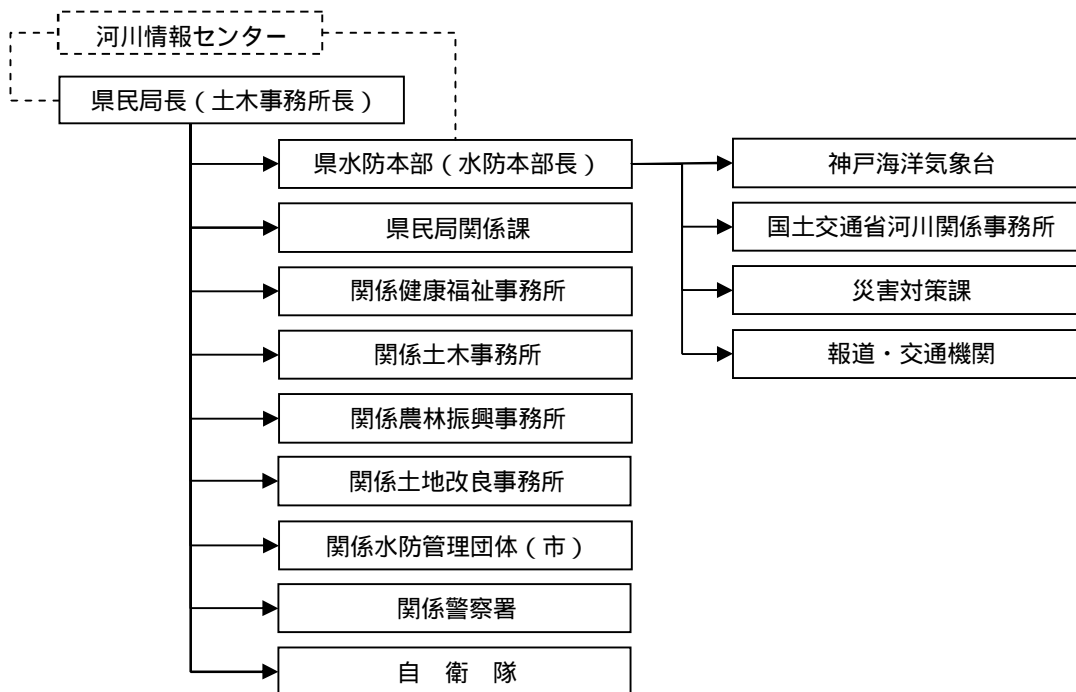 河川情報センター
県民局長(土木事務所長)
県水防本部(水防本部長)
神戸海洋気象台
県民局関係課
国土交通省河川関係事務所
関係健康福祉事務所
災害対策課
関係土木事務所
報道・交通機関
関係農林振興事務所
関係土地改良事務所
関係水防管理団体(市)
関係警察署
自 衛 隊